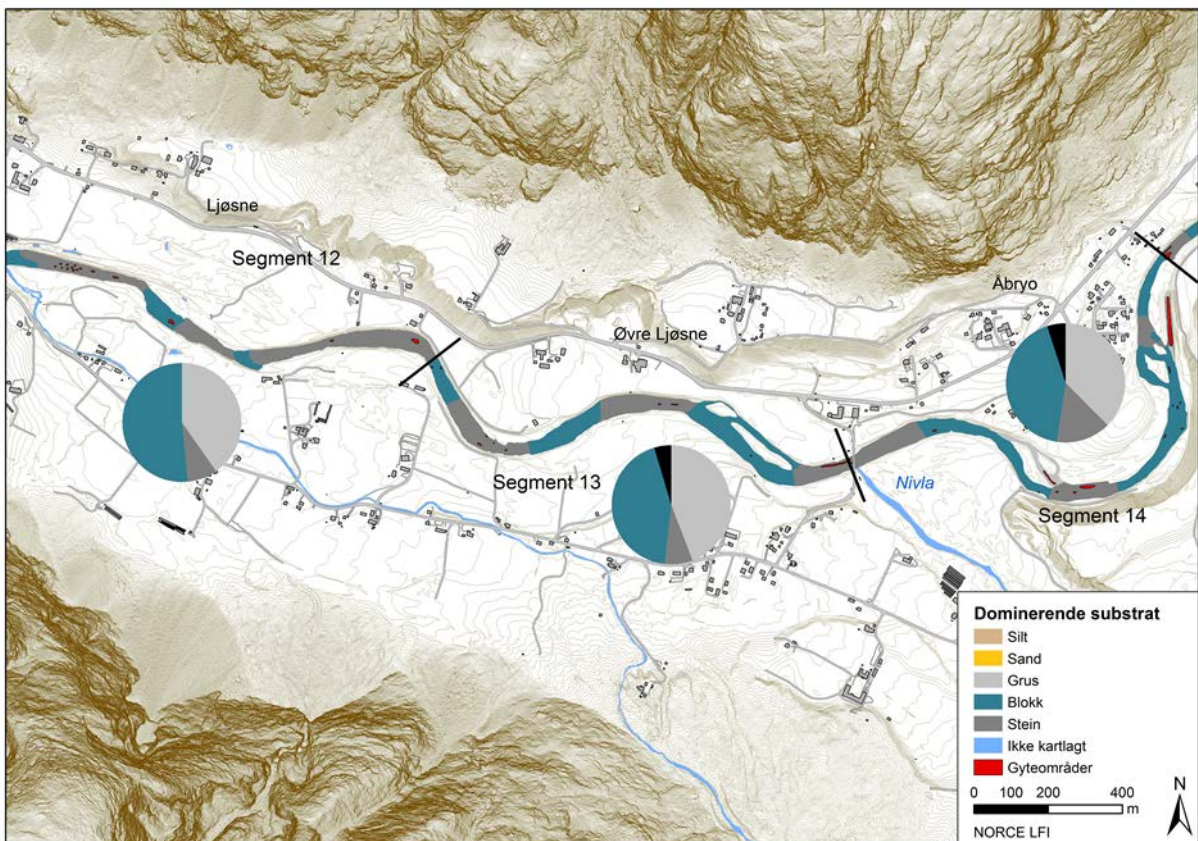 Ljøsne
Segment 12
Øvre Ljøsne
Åbryo
Segment 13
Nivla
Segment 14
Dominerende substrat
Silt
Sand
Grus
Blokk
Stein
Ikke kartlagt
Gyteområder
0 100 200 400
m
N
NORCE LFI